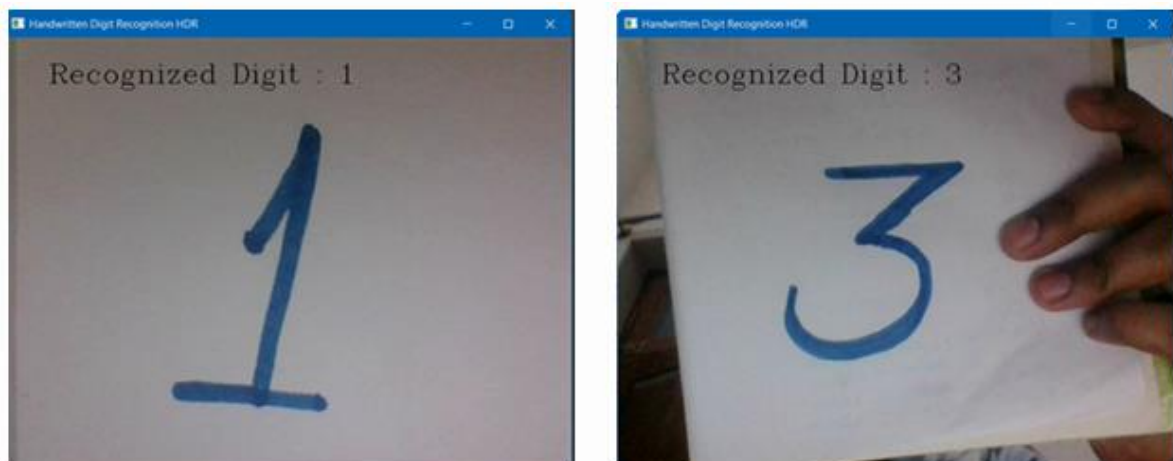 Handwritten Digit Recognition HDR
Recognized Digit : 1
1
Handwritten Digit Recognition HDR
Recognized Digit : 3
3